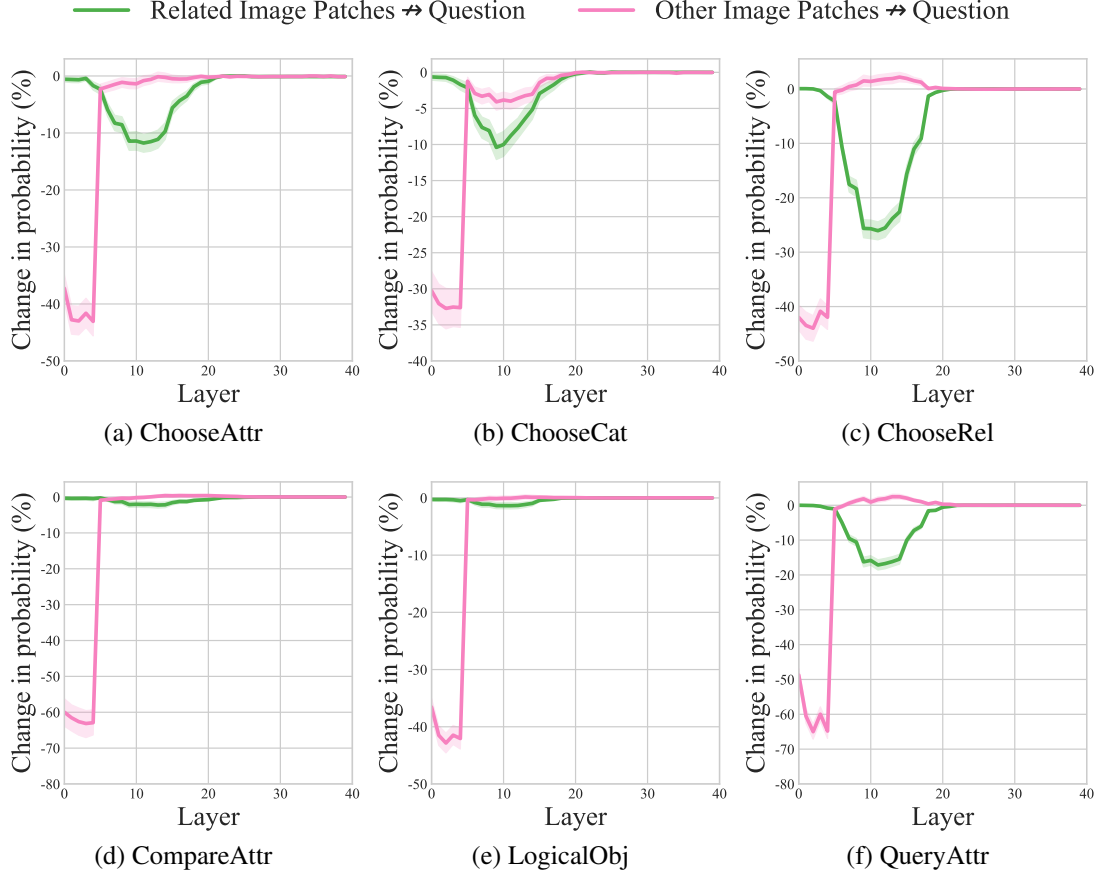 Related Image Patches ↛ Question Other Image Patches ↛ Question
Change in probability (%)
0
-10
-20
-30
-40
-50
0 10 20 30 40
Layer
(a) ChooseAttr
Change in probability (%)
0
-5
-10
-15
-20
-25
-30
-35
-40
0 10 20 30 40
Layer
(b) ChooseCat
Change in probability (%)
0
-10
-20
-30
-40
-50
0 10 20 30 40
Layer
(c) ChooseRel
Change in probability (%)
0
-10
-20
-30
-40
-50
-60
-70
-80
0 10 20 30 40
Layer
(d) CompareAttr
Change in probability (%)
0
-10
-20
-30
-40
-50
0 10 20 30 40
Layer
(e) LogicalObj
Change in probability (%)
0
-10
-20
-30
-40
-50
-60
-70
-80
0 10 20 30 40
Layer
(f) QueryAttr